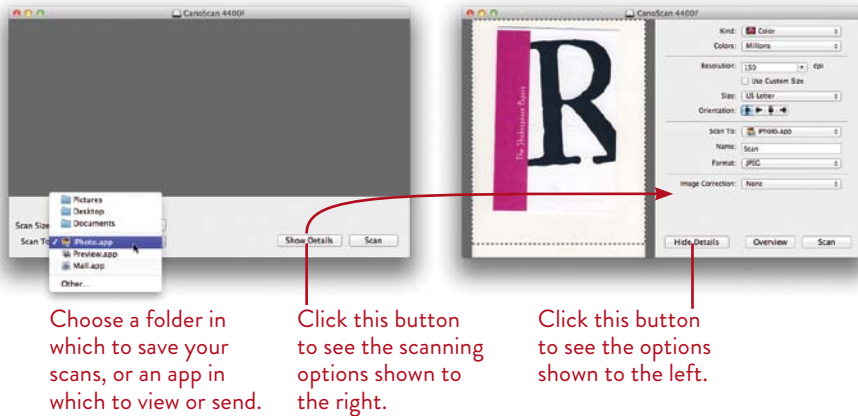 CanoScan 4400F
Pictures
Desktop
Documents
Scan Size
Scan To
✓ iPhoto.app
Preview.app
Mail.app
Other...
Show Details
Scan
CanoScan 4400F
The Shakespeare Papers
R
Kind: Color
Colors: Millions
Resolution: 150 dpi
Use Custom Size
Size: US Letter
Orientation:
Scan To: iPhoto.app
Name: Scan
Format: JPEG
Image Correction: None
Hide Details
Overview
Scan
Choose a folder in
which to save your
scans, or an app in
which to view or send.
Click this button
to see the scanning
options shown to
the right.
Click this button
to see the options
shown to the left.